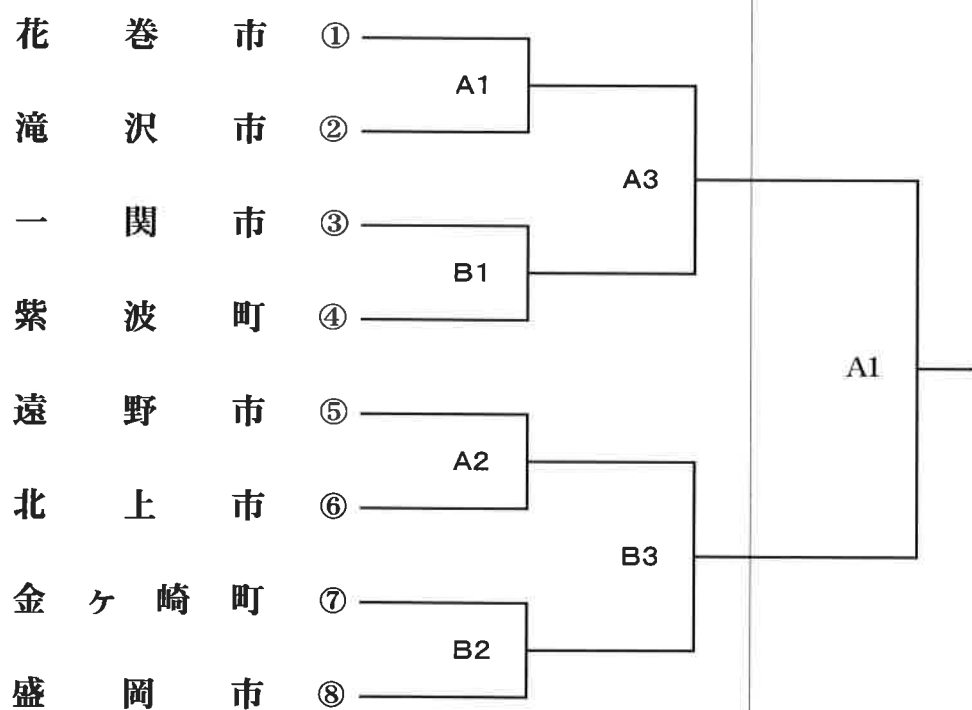 花巻市 ①
A1
滝沢市 ②
A3
一関市 ③
B1
紫波町 ④
A1
遠野市 ⑤
A2
北上市 ⑥
B3
金ヶ崎町 ⑦
B2
盛岡市 ⑧